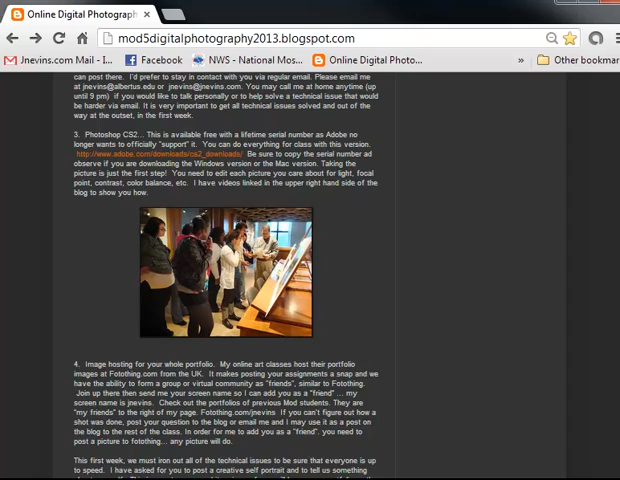 Online Digital Photograph
mod5digitalphotography2013.blogspot.com
Jnevins.com Mail - I... Facebook NWS - National Mos... Online Digital Photo... » Other bookmar
can post there. I'd prefer to stay in contact with you via regular email. Please email me
at jnevins@albertus.edu or jnevins@jnevins.com. You may call me at home anytime (up
until 9 pm) if you would like to talk personally or to help solve a technical issue that would
be harder via email. It is very important to get all technical issues solved and out of the
way at the outset, in the first week.
3. Photoshop CS2... This is available free with a lifetime serial number as Adobe no
longer wants to officially "support" it. You can do everything for class with this version.
http://www.adobe.com/downloads/cs2_downloads/ Be sure to copy the serial number ad
observe if you are downloading the Windows version or the Mac version. Taking the
picture is just the first step! You need to edit each picture you care about for light, focal
point, contrast, color balance, etc. I have videos linked in the upper right hand side of the
blog to show you how.
4. Image hosting for your whole portfolio. My online art classes host their portfolio
images at Fotothing.com from the UK. It makes posting your assignments a snap and we
have the ability to form a group or virtual community as "friends", similar to Fotothing.
Join up there then send me your screen name so I can add you as a "friend" ... my
screen name is jnevins. Check out the portfolios of previous Mod students. They are
"my friends" to the right of my page. Fotothing.com/jnevins If you can't figure out how a
shot was done, post your question to the blog or email me and I may use it as a post on
the blog to the rest of the class. In order for me to add you as a "friend", you need to
post a picture to fotothing... any picture will do.
This first week, we must iron out all of the technical issues to be sure that everyone is up
to speed. I have asked for you to post a creative self portrait and to tell us something